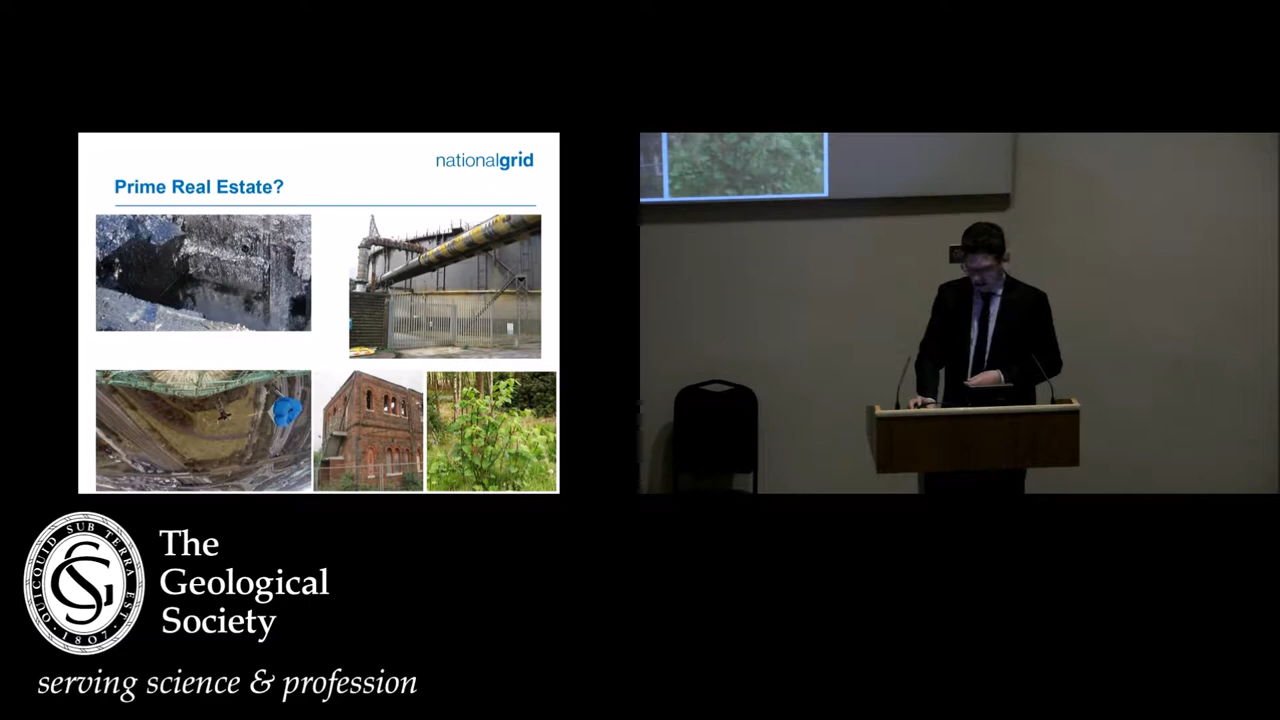 nationalgrid
Prime Real Estate?
QUICQUID SUB TERRA EST
·1807·
The
Geological
Society
serving science & profession